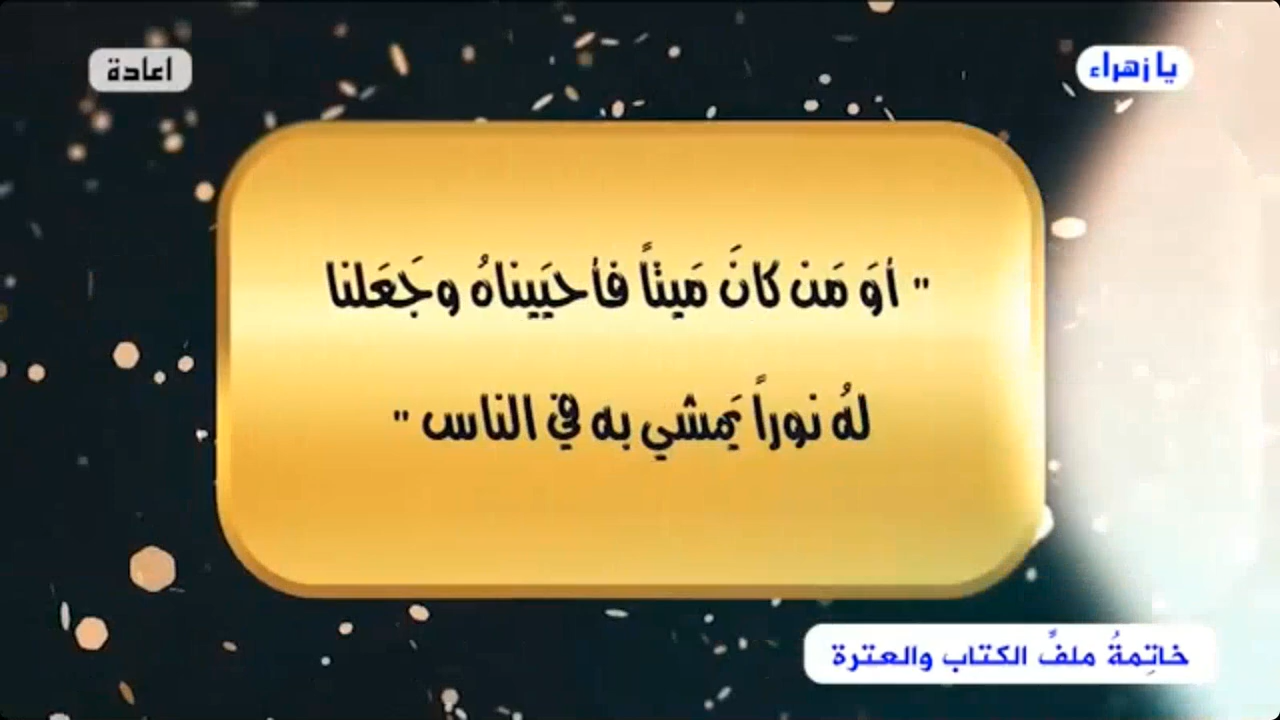 يا زهراء
اعادة
" أوَ مَن كانَ مَيتاً فأحيَيناهُ وجَعَلنا
لهُ نوراً يَمشي به في الناس "
خاتِمةُ ملفِّ الكتاب والعترة